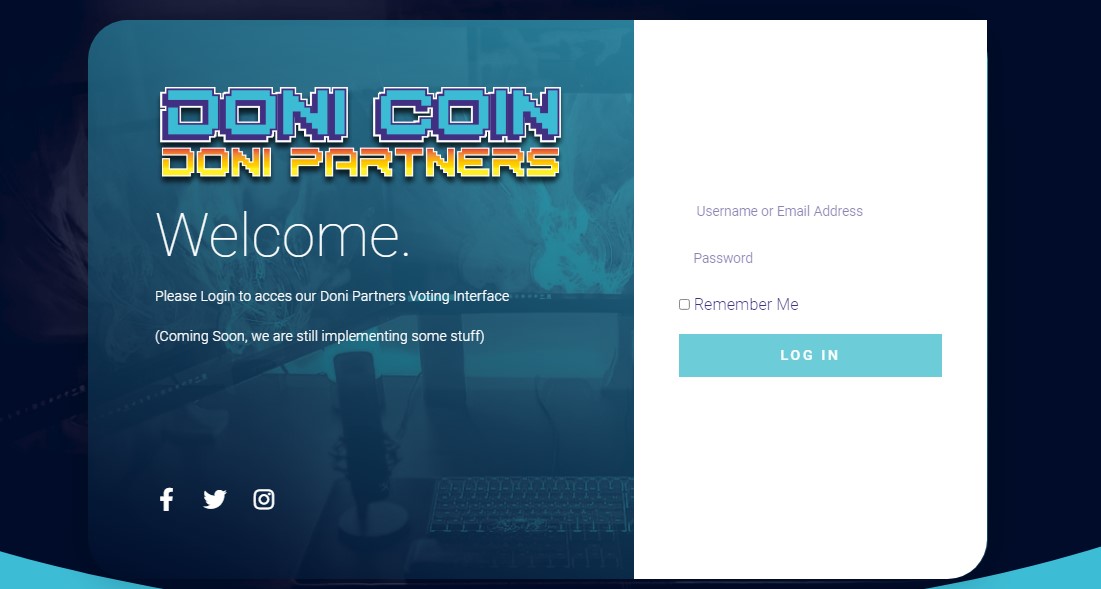 DONI COIN
DONI PARTNERS
Welcome.
Please Login to acces our Doni Partners Voting Interface
(Coming Soon, we are still implementing some stuff)
Username or Email Address
Password
Remember Me
LOG IN